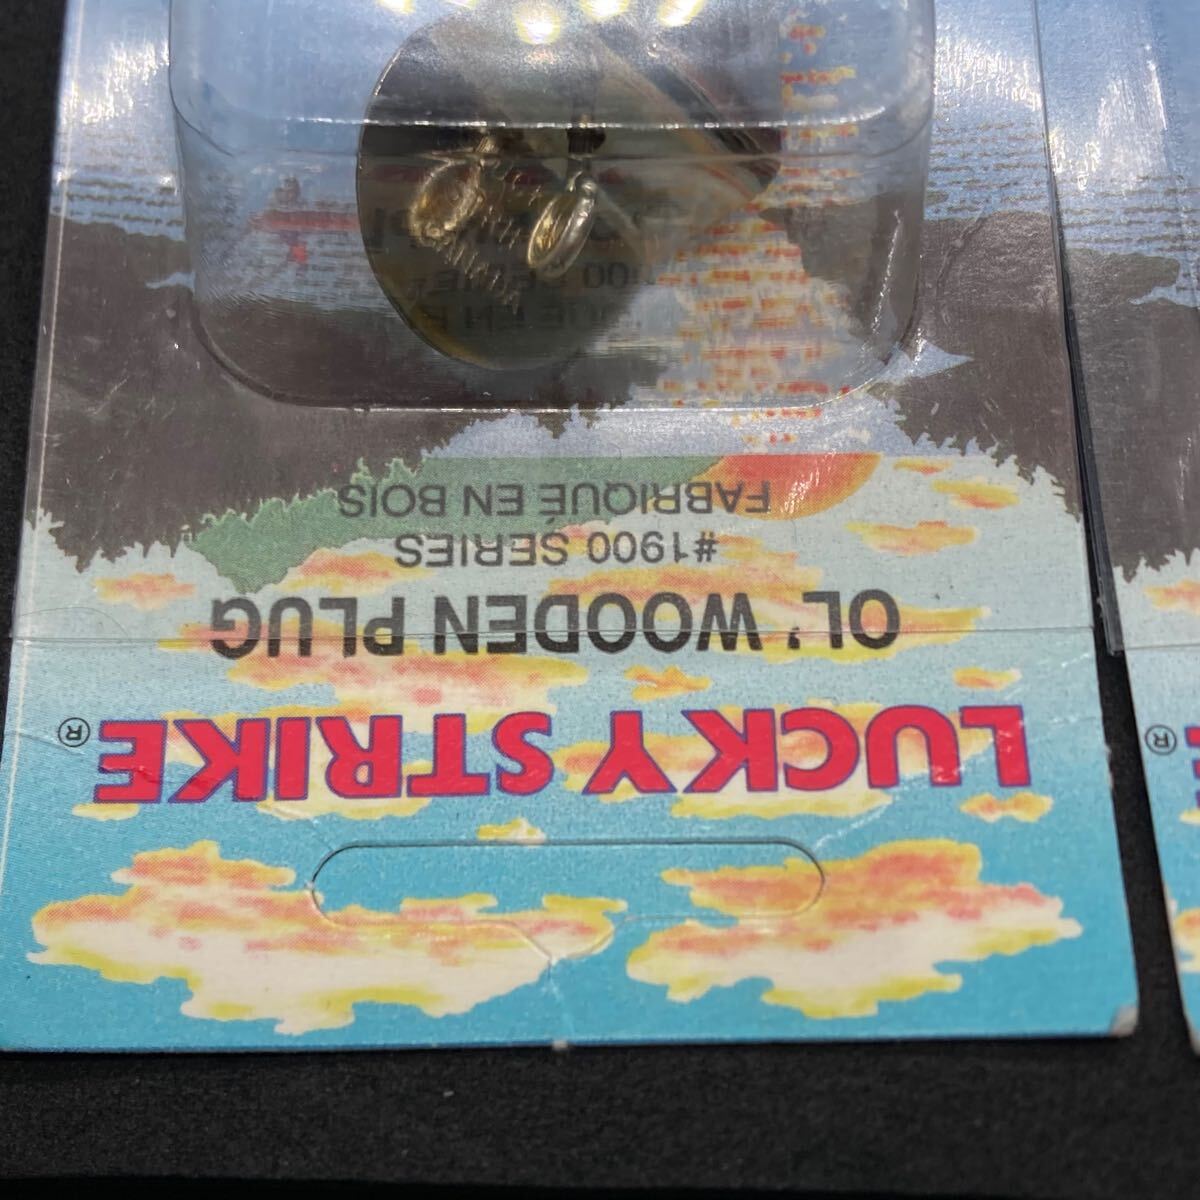 LUCKY STRIKE®
OL' WOODEN PLUG
#1900 SERIES
FABRIQUÉ EN BOIS
®